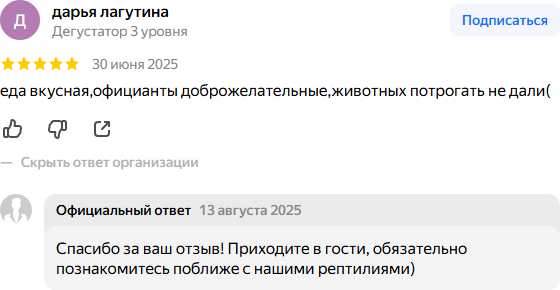 дарья лагутина
Д
Дегустатор 3 уровня
Подписаться
30 июня 2025
еда вкусная,официанты доброжелательные,животных потрогать не дали(
— Скрыть ответ организации
Официальный ответ 13 августа 2025
Спасибо за ваш отзыв! Приходите в гости, обязательно
познакомитесь поближе с нашими рептилиями)